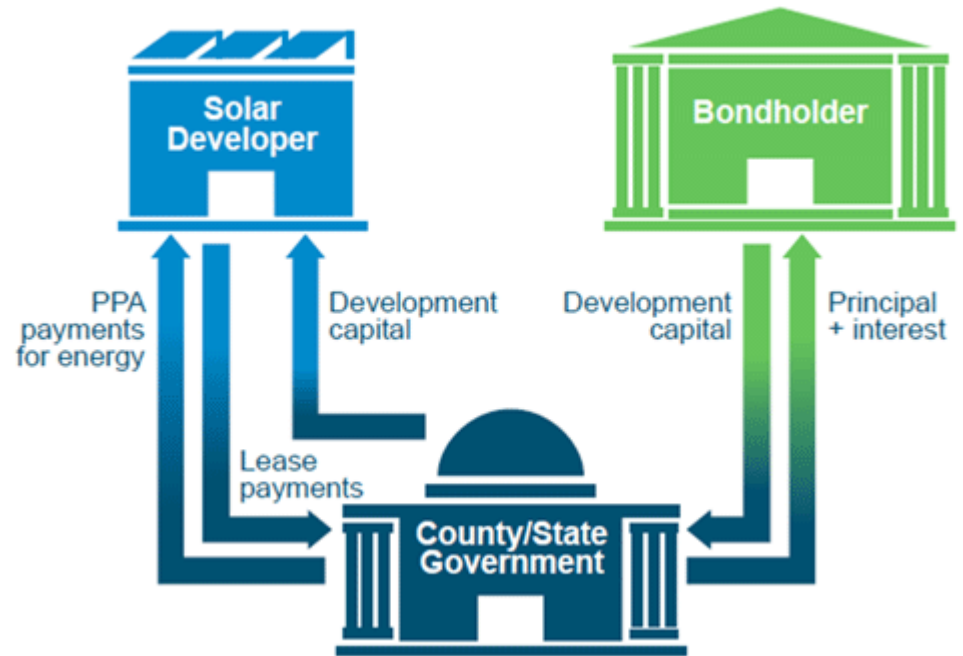 Solar
Developer
Bondholder
PPA
payments
for energy
Development
capital
Development
capital
Principal
+ interest
Lease
payments
County/State
Government